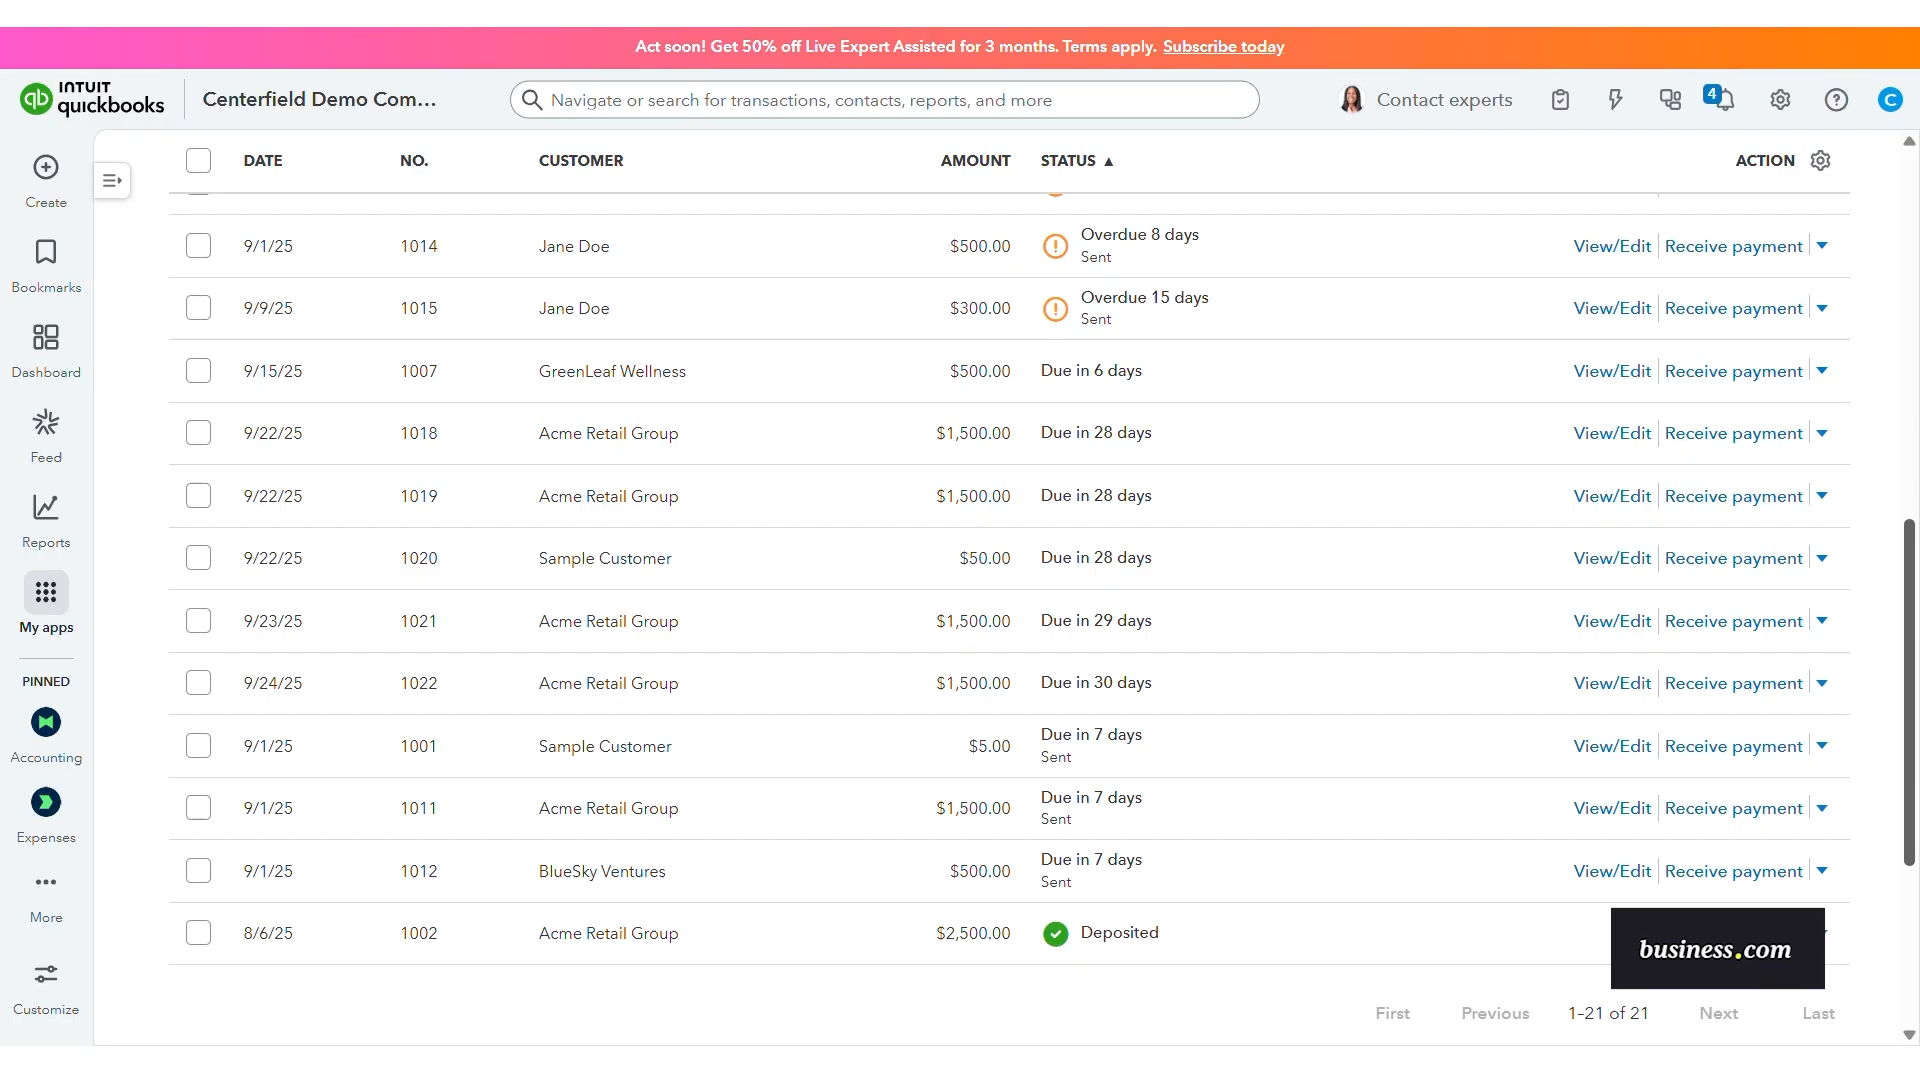 Act soon! Get 50% off Live Expert Assisted for 3 months. Terms apply. Subscribe today
INTUIT
quickbooks
Centerfield Demo Com...
Navigate or search for transactions, contacts, reports, and more
Contact experts
4
C
Create
Bookmarks
Dashboard
Feed
Reports
My apps
PINNED
Accounting
Expenses
More
Customize
DATE NO. CUSTOMER AMOUNT STATUS ▲ ACTION
9/1/25 1014 Jane Doe $500.00 Overdue 8 days View/Edit Receive payment
Sent
9/9/25 1015 Jane Doe $300.00 Overdue 15 days View/Edit Receive payment
Sent
9/15/25 1007 GreenLeaf Wellness $500.00 Due in 6 days View/Edit Receive payment
9/22/25 1018 Acme Retail Group $1,500.00 Due in 28 days View/Edit Receive payment
9/22/25 1019 Acme Retail Group $1,500.00 Due in 28 days View/Edit Receive payment
9/22/25 1020 Sample Customer $50.00 Due in 28 days View/Edit Receive payment
9/23/25 1021 Acme Retail Group $1,500.00 Due in 29 days View/Edit Receive payment
9/24/25 1022 Acme Retail Group $1,500.00 Due in 30 days View/Edit Receive payment
9/1/25 1001 Sample Customer $5.00 Due in 7 days View/Edit Receive payment
Sent
9/1/25 1011 Acme Retail Group $1,500.00 Due in 7 days View/Edit Receive payment
Sent
9/1/25 1012 BlueSky Ventures $500.00 Due in 7 days View/Edit Receive payment
Sent
8/6/25 1002 Acme Retail Group $2,500.00 Deposited
business.com
First Previous 1-21 of 21 Next Last